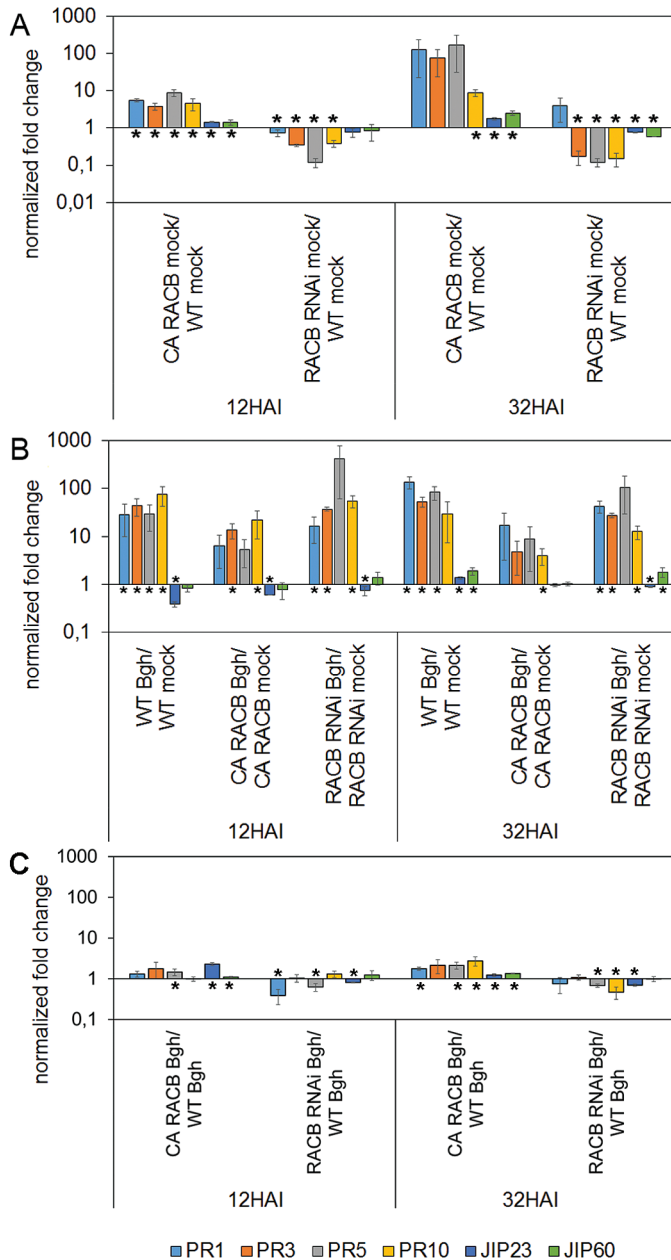 A
normalized fold change
1000
100
10
1
0,1
0,01
* * * * * *
* * * *
* * *
* * * * *
CA RACB mock/
WT mock
RACB RNAi mock/
WT mock
CA RACB mock/
WT mock
RACB RNAi mock/
WT mock
12HAI
32HAI
B
normalized fold change
1000
100
10
1
0,1
* * * * *
* *
* * * *
* * * * * *
*
* * * * *
WT Bgh/
WT mock
CA RACB Bgh/
CA RACB mock
RACB RNAi Bgh/
RACB RNAi mock
WT Bgh/
WT mock
CA RACB Bgh/
CA RACB mock
RACB RNAi Bgh/
RACB RNAi mock
12HAI
32HAI
C
normalized fold change
1000
100
10
1
0,1
* * *
* * *
* * * * *
* * *
CA RACB Bgh/
WT Bgh
RACB RNAi Bgh/
WT Bgh
CA RACB Bgh/
WT Bgh
RACB RNAi Bgh/
WT Bgh
12HAI
32HAI
PR1 PR3 PR5 PR10 JIP23 JIP60